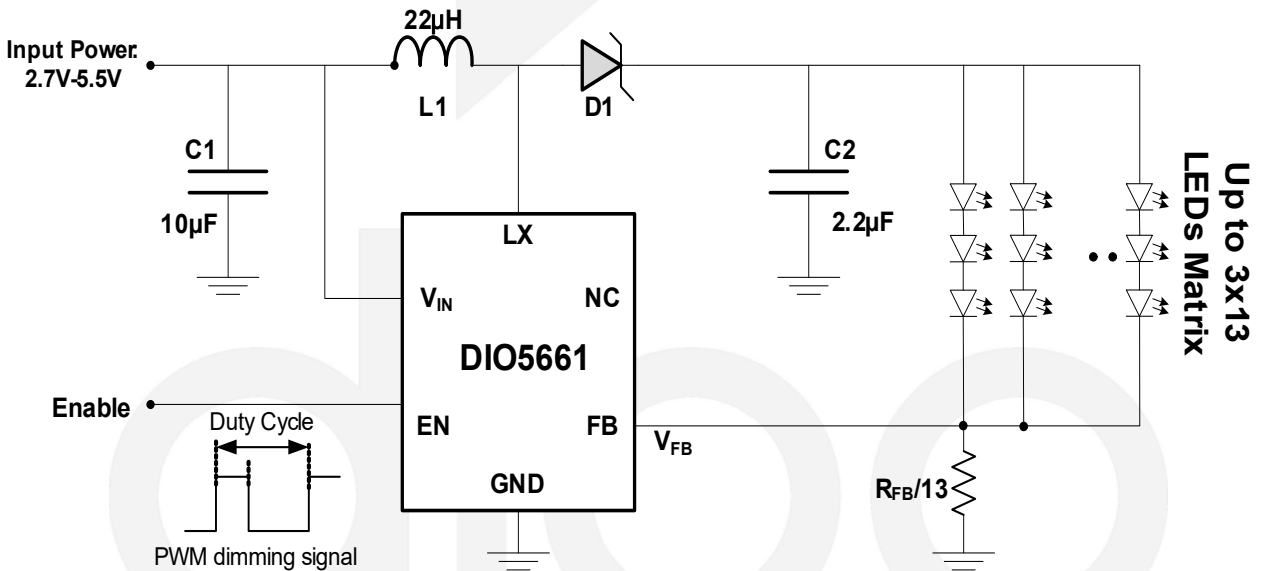 22µH
Input Power:
2.7V-5.5V
L1
D1
C1
10µF
C2
2.2µF
Up to 3x13
LEDs Matrix
LX
VIN
NC
DIO5661
Enable
EN
FB
VFB
Duty Cycle
GND
RFB/13
PWM dimming signal
dioo